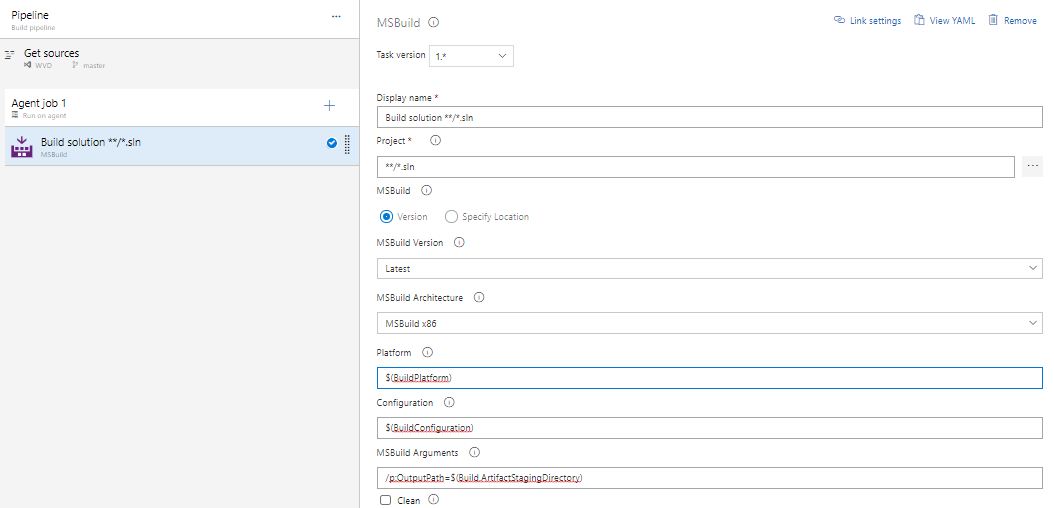 Pipeline
...
Build pipeline
Get sources
WVD master
Agent job 1
Run on agent
Build solution **/*.sln
MSBuild
MSBuild
Link settings View YAML Remove
Task version 1.*
Display name *
Build solution **/*.sln
Project *
**/*.sln
...
MSBuild
Version Specify Location
MSBuild Version
Latest
MSBuild Architecture
MSBuild x86
Platform
$(BuildPlatform)
Configuration
$(BuildConfiguration)
MSBuild Arguments
/p:OutputPath=$(Build.ArtifactStagingDirectory)
Clean